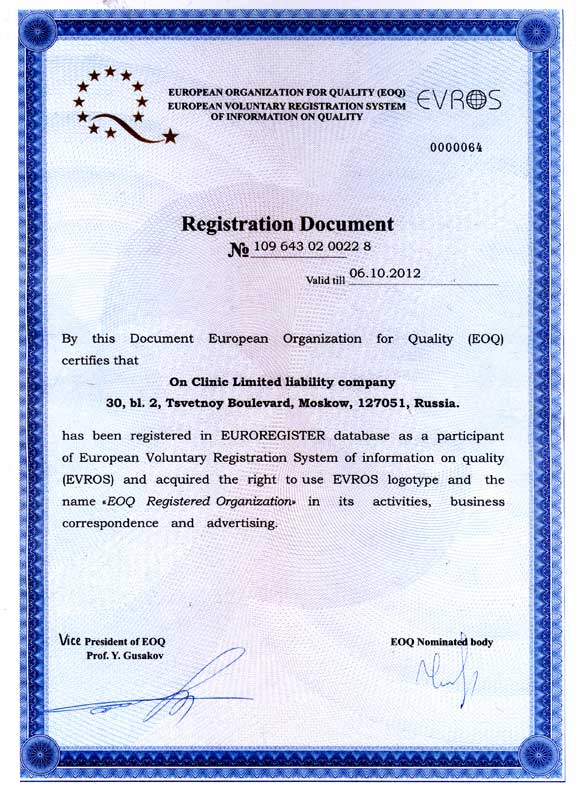 EUROPEAN ORGANIZATION FOR QUALITY (EOQ)
EUROPEAN VOLUNTARY REGISTRATION SYSTEM
OF INFORMATION ON QUALITY
EVROS
0000064
Registration Document
№ 109 643 02 0022 8
Valid till 06.10.2012
By this Document European Organization for Quality (EOQ)
certifies that
On Clinic Limited liability company
30, bl. 2, Tsvetnoy Boulevard, Moskow, 127051, Russia.
has been registered in EUROREGISTER database as a participant
of European Voluntary Registration System of information on quality
(EVROS) and acquired the right to use EVROS logotype and the
name «EOQ Registered Organization» in its activities, business
correspondence and advertising.
Vice President of EOQ
Prof. Y. Gusakov
EOQ Nominated body